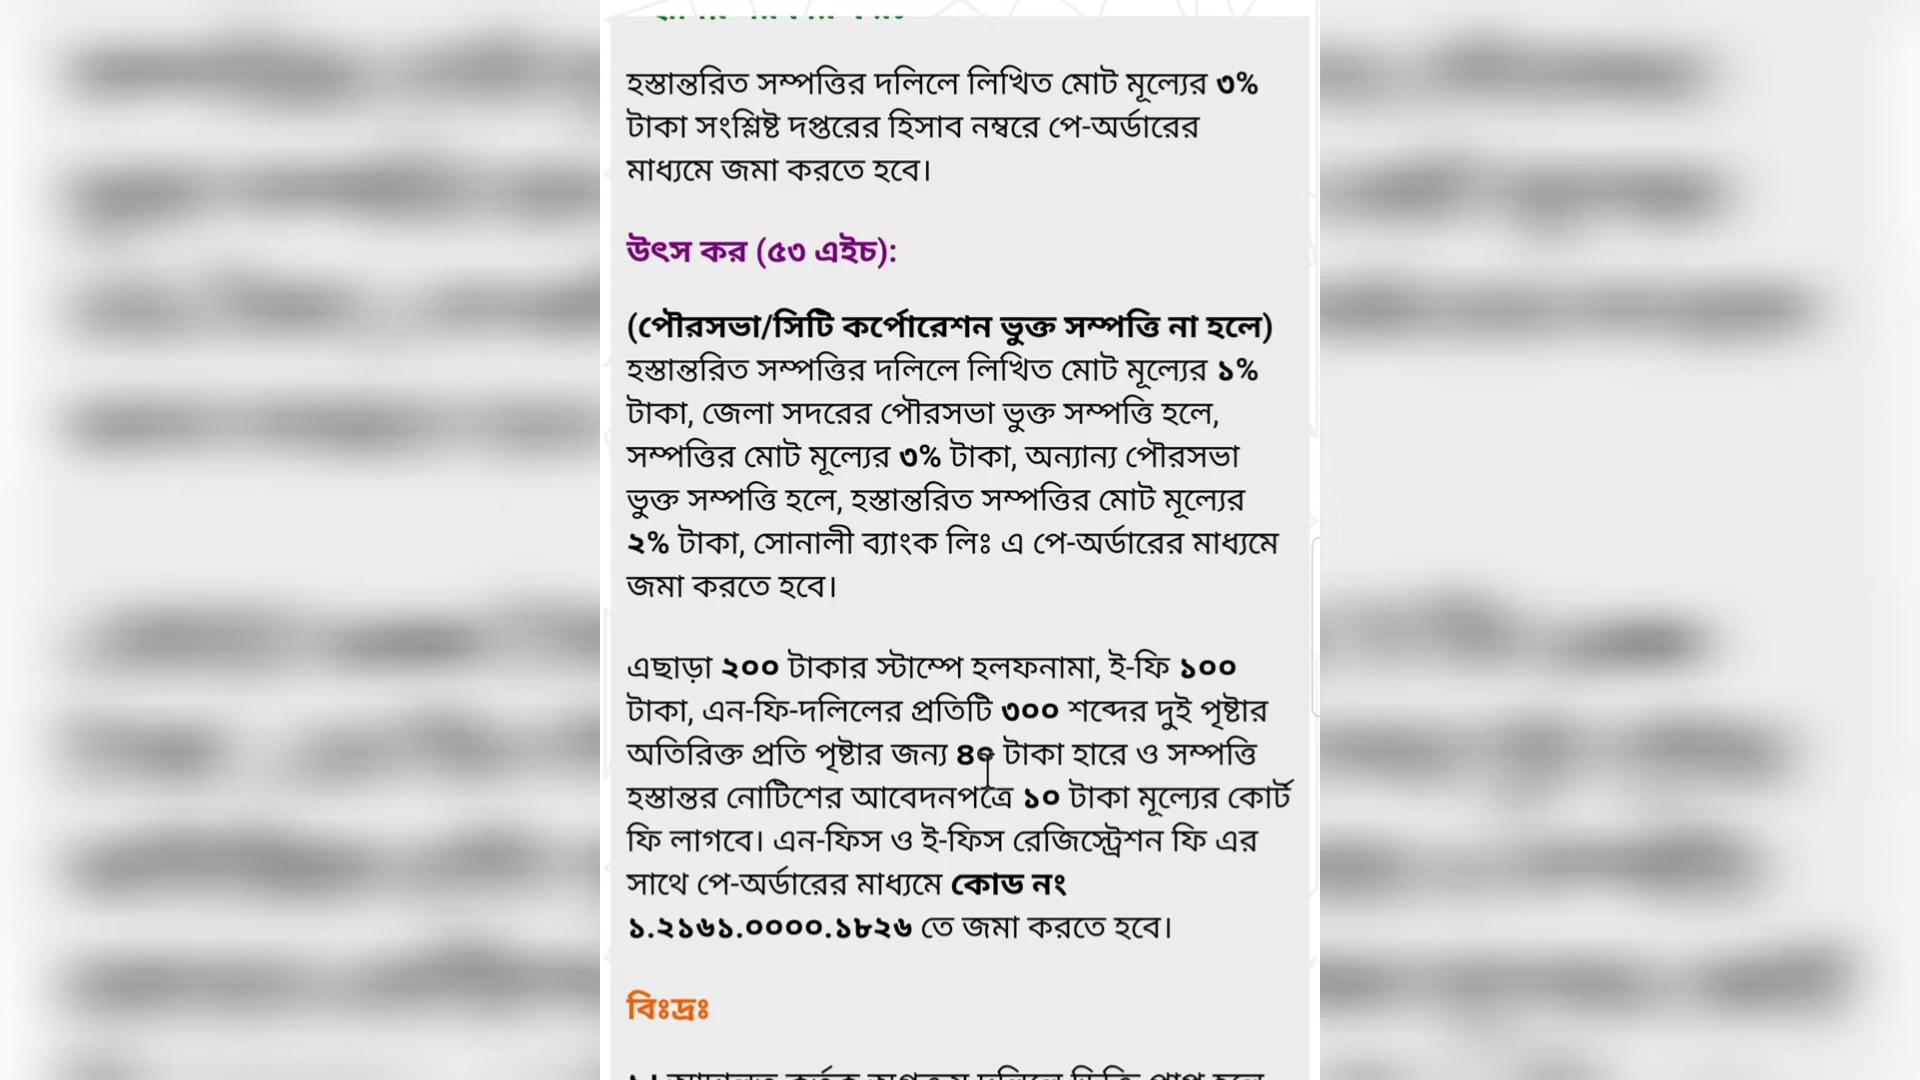 হস্তান্তরিত সম্পত্তির দলিলে লিখিত মোট মূল্যের ৩%
টাকা সংশ্লিষ্ট দপ্তরের হিসাব নম্বরে পে-অর্ডারের
মাধ্যমে জমা করতে হবে।
উৎস কর (৫৩ এইচ):
(পৌরসভা/সিটি কর্পোরেশন ভুক্ত সম্পত্তি না হলে)
হস্তান্তরিত সম্পত্তির দলিলে লিখিত মোট মূল্যের ১%
টাকা, জেলা সদরের পৌরসভা ভুক্ত সম্পত্তি হলে,
সম্পত্তির মোট মূল্যের ৩% টাকা, অন্যান্য পৌরসভা
ভুক্ত সম্পত্তি হলে, হস্তান্তরিত সম্পত্তির মোট মূল্যের
২% টাকা, সোনালী ব্যাংক লিঃ এ পে-অর্ডারের মাধ্যমে
জমা করতে হবে।
এছাড়া ২০০ টাকার স্টাম্পে হলফনামা, ই-ফি ১০০
টাকা, এন-ফি-দলিলের প্রতিটি ৩০০ শব্দের দুই পৃষ্টার
অতিরিক্ত প্রতি পৃষ্টার জন্য ৪০ টাকা হারে ও সম্পত্তি
হস্তান্তর নোটিশের আবেদনপত্রে ১০ টাকা মূল্যের কোর্ট
ফি লাগবে। এন-ফিস ও ই-ফিস রেজিস্ট্রেশন ফি এর
সাথে পে-অর্ডারের মাধ্যমে কোড নং
১.২১৬১.০০০০.১৮২৬ তে জমা করতে হবে।
বিঃদ্রঃ